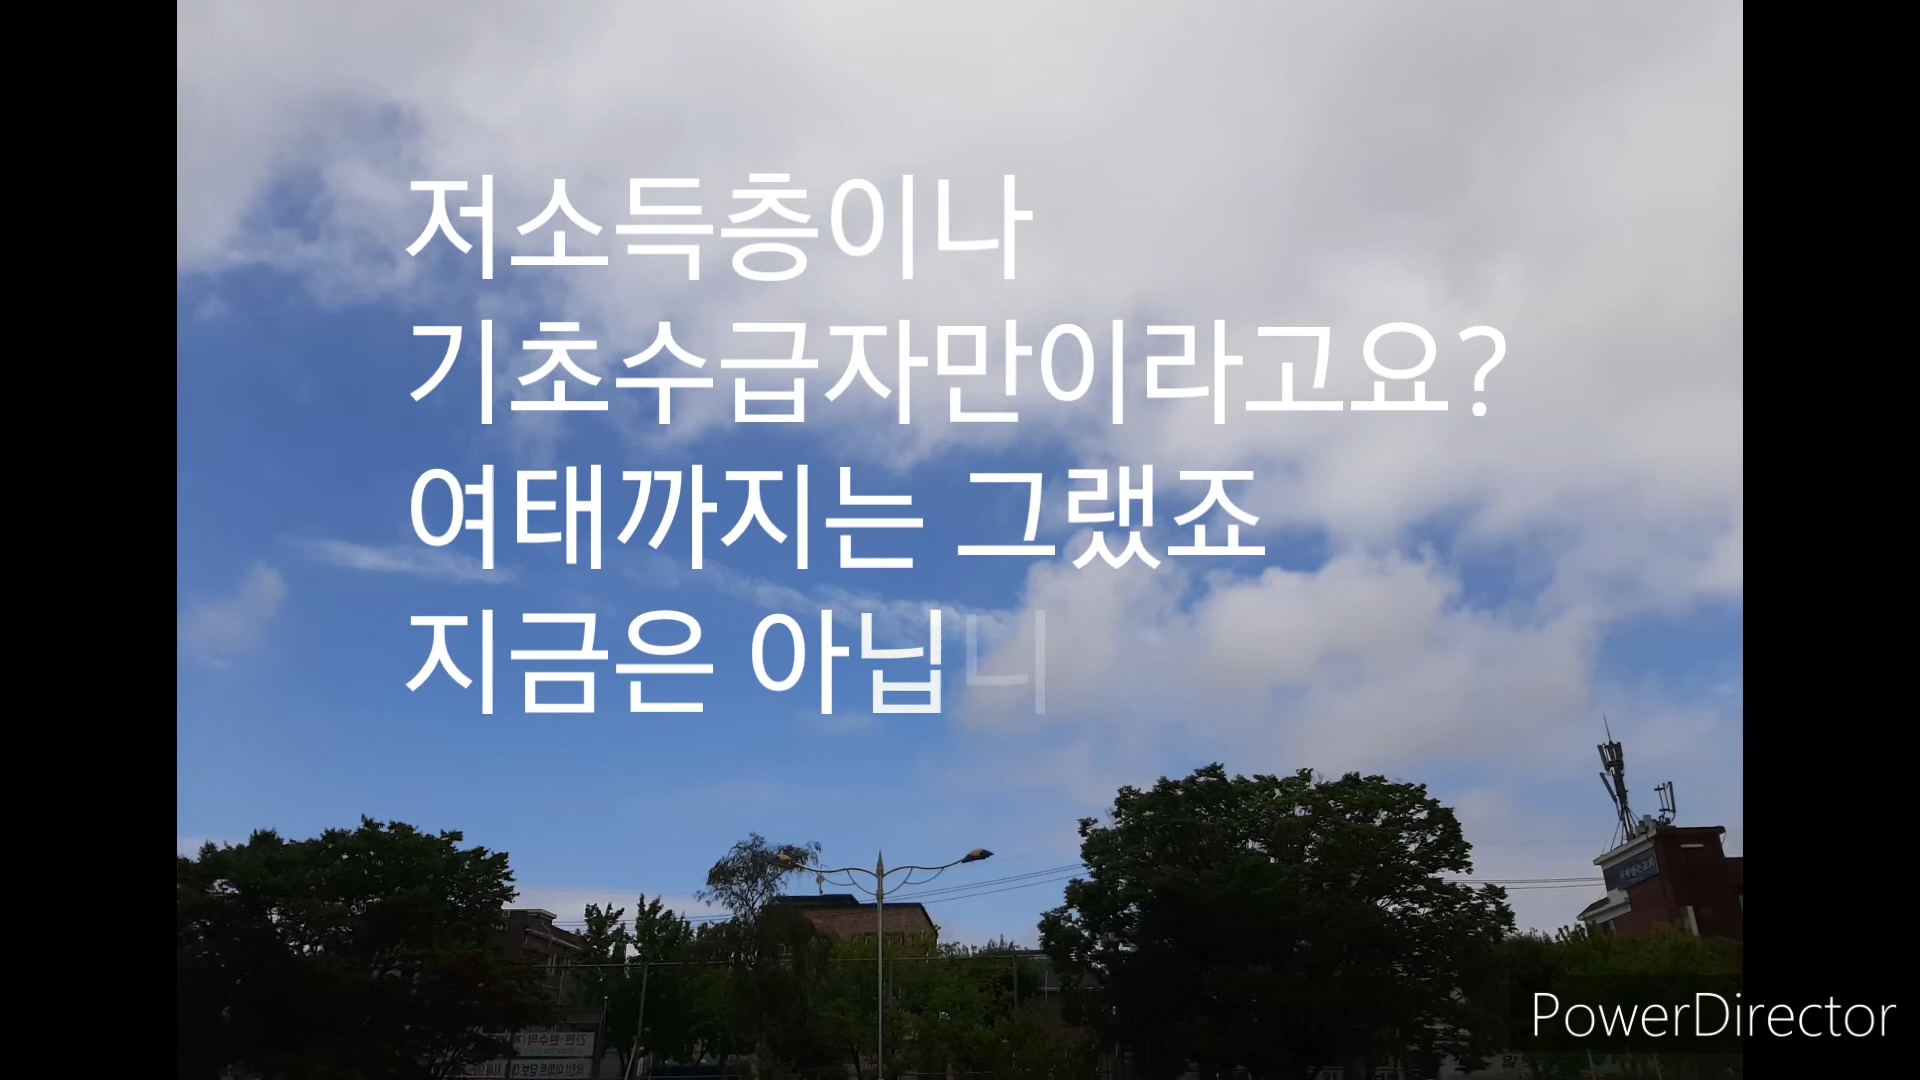 저소득층이나
기초수급자만이라고요?
여태까지는 그랬죠
지금은 아닙니
PowerDirector